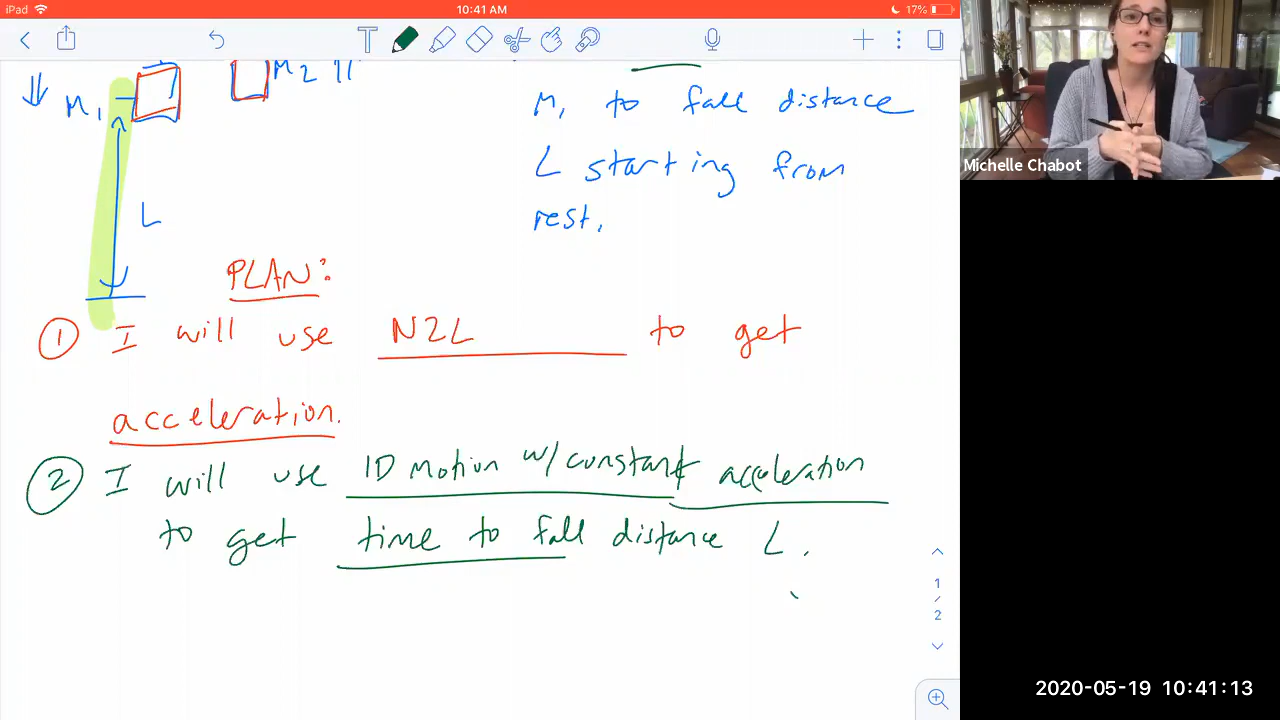 iPad
10:41 AM
17%
M1
M2
M1 to fall distance
L starting from
rest.
L
PLAN:
① I will use N2L to get
acceleration.
② I will use 1D motion w/constant acceleration
to get time to fall distance L.
1
/
2
Michelle Chabot
2020-05-19 10:41:13